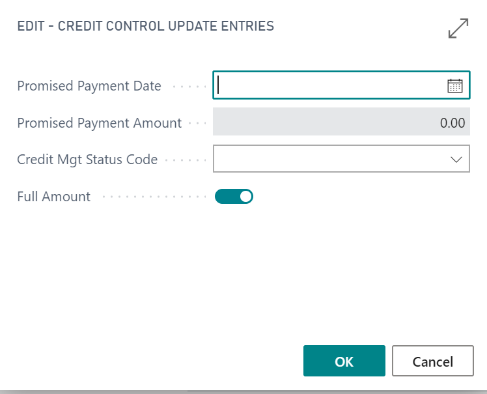 EDIT - CREDIT CONTROL UPDATE ENTRIES
Promised Payment Date
Promised Payment Amount 0.00
Credit Mgt Status Code
Full Amount
OK Cancel